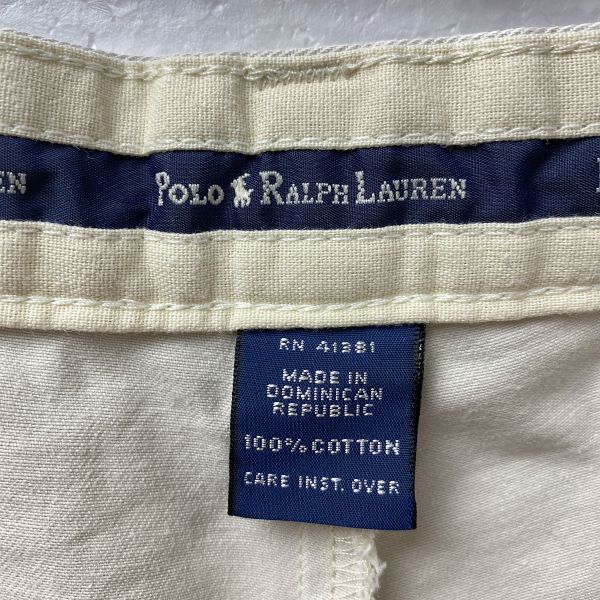 EN POLO RALPH LAUREN
RN 41381
MADE IN
DOMINICAN
REPUBLIC
100% COTTON
CARE INST. OVER